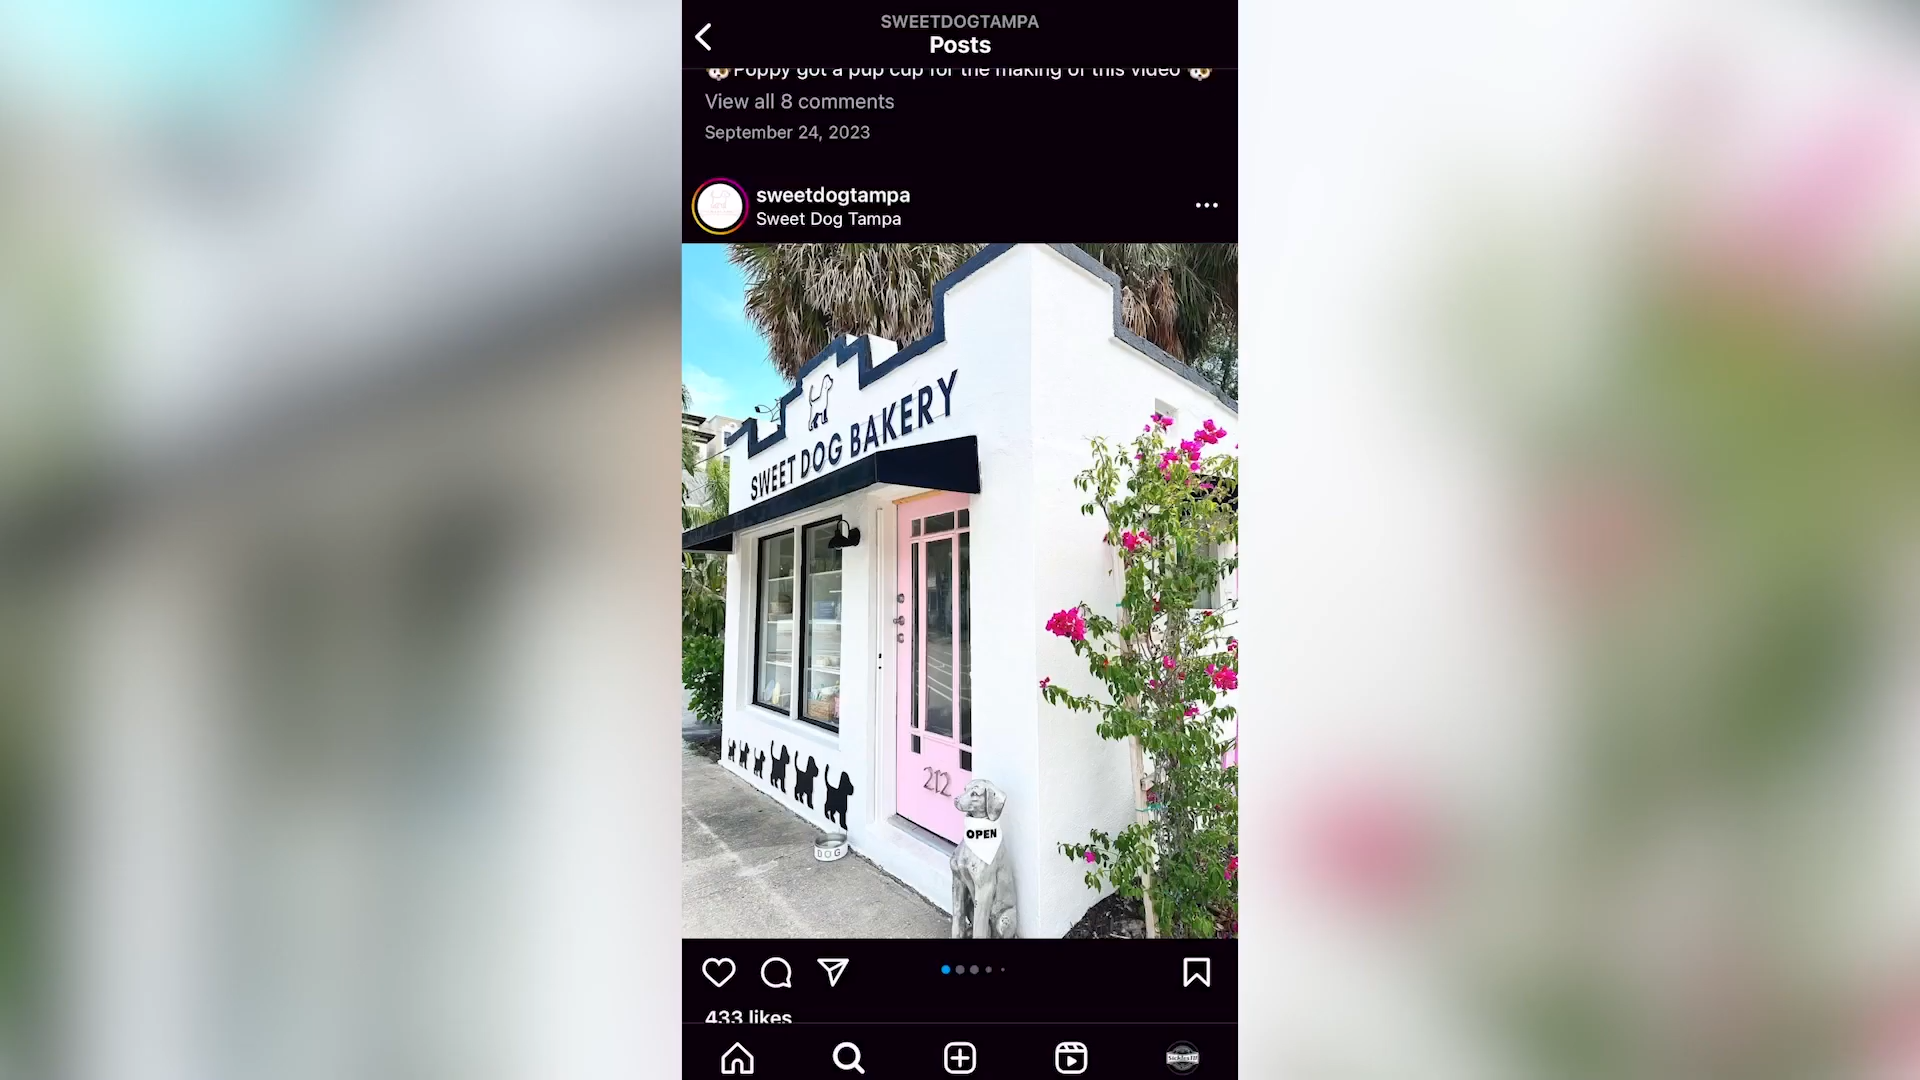 SWEETDOGTAMPA
Posts
Poppy got a pup cup for the making of this video
View all 8 comments
September 24, 2023
sweetdogtampa
Sweet Dog Tampa
SWEET DOG BAKERY
212
OPEN
DOG
433 likes